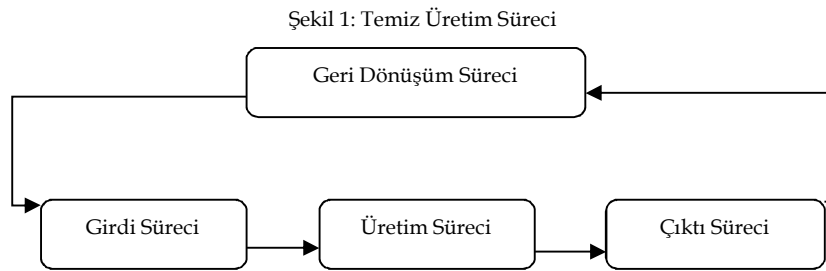 Şekil 1: Temiz Üretim Süreci
Geri Dönüşüm Süreci
Girdi Süreci
Üretim Süreci
Çıktı Süreci